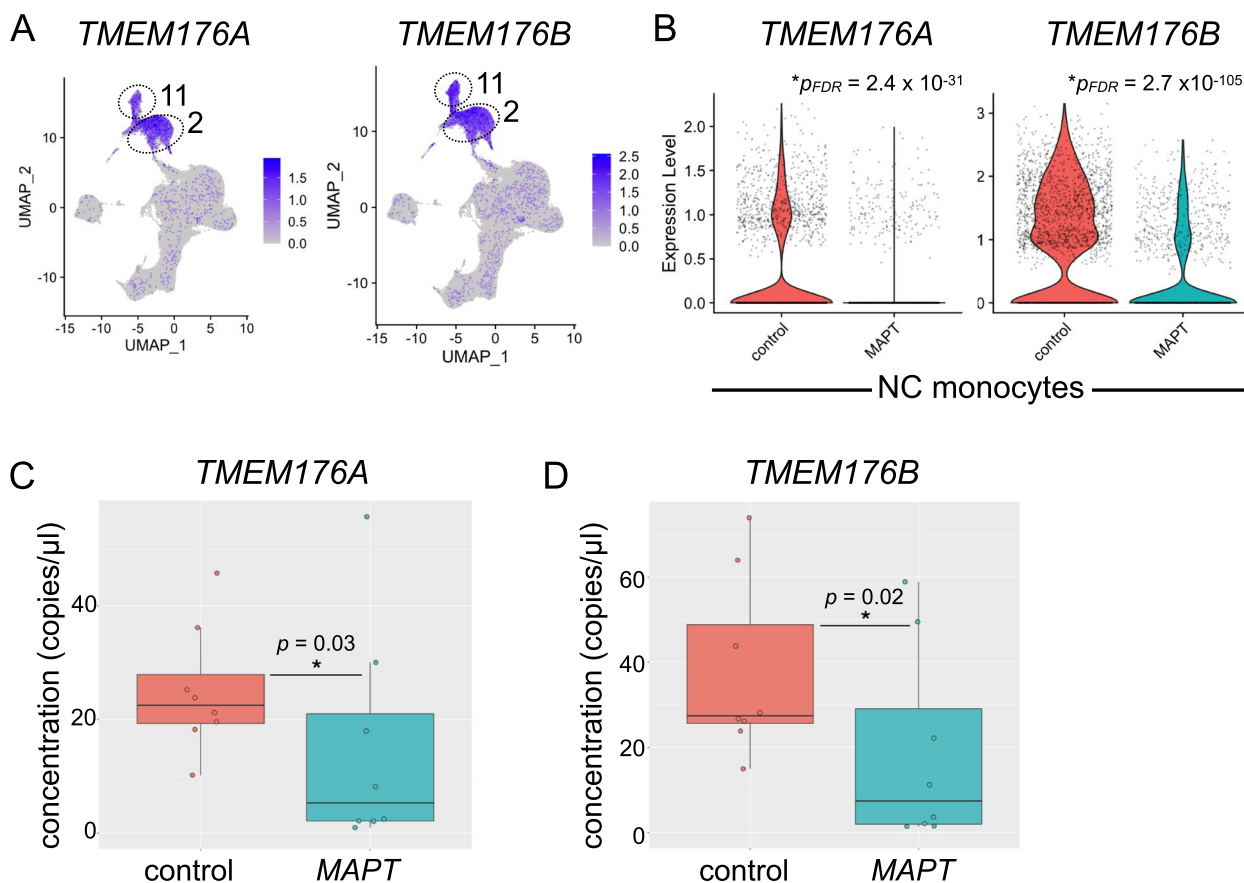 A
TMEM176A
TMEM176B
11
2
11
2
10
0
-10
UMAP_2
-15
-10
-5
0
5
10
UMAP_1
1.5
1.0
0.5
0.0
10
0
-10
UMAP_2
-15
-10
-5
0
5
10
UMAP_1
2.5
2.0
1.5
1.0
0.5
0.0
B
TMEM176A
TMEM176B
*pFDR = 2.4 x 10-31
*pFDR = 2.7 x10-105
Expression Level
2.0
1.5
1.0
0.5
0.0
control
MAPT
3
2
1
0
control
MAPT
NC monocytes
C
TMEM176A
concentration (copies/µl)
40
20
0
p = 0.03
*
control
MAPT
D
TMEM176B
concentration (copies/µl)
60
40
20
0
p = 0.02
*
control
MAPT